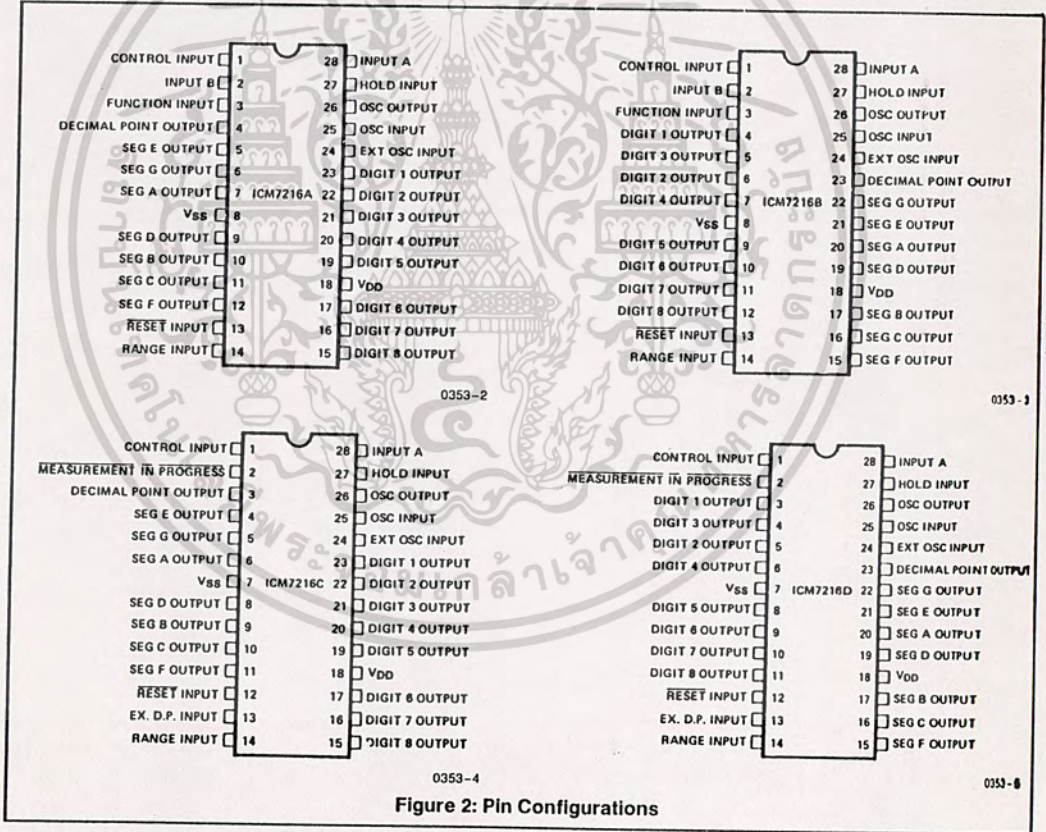 CONTROL INPUT 1 28 INPUT A
INPUT B 2 27 HOLD INPUT
FUNCTION INPUT 3 26 OSC OUTPUT
DECIMAL POINT OUTPUT 4 25 OSC INPUT
SEG E OUTPUT 5 24 EXT OSC INPUT
SEG G OUTPUT 6 23 DIGIT 1 OUTPUT
SEG A OUTPUT 7 ICM7216A 22 DIGIT 2 OUTPUT
VSS 8 21 DIGIT 3 OUTPUT
SEG D OUTPUT 9 20 DIGIT 4 OUTPUT
SEG B OUTPUT 10 19 DIGIT 5 OUTPUT
SEG C OUTPUT 11 18 VDD
SEG F OUTPUT 12 17 DIGIT 6 OUTPUT
RESET INPUT 13 16 DIGIT 7 OUTPUT
RANGE INPUT 14 15 DIGIT 8 OUTPUT
0353-2
CONTROL INPUT 1 28 INPUT A
INPUT B 2 27 HOLD INPUT
FUNCTION INPUT 3 26 OSC OUTPUT
DIGIT 1 OUTPUT 4 25 OSC INPUT
DIGIT 3 OUTPUT 5 24 EXT OSC INPUT
DIGIT 2 OUTPUT 6 23 DECIMAL POINT OUTPUT
DIGIT 4 OUTPUT 7 ICM7216B 22 SEG G OUTPUT
VSS 8 21 SEG E OUTPUT
DIGIT 5 OUTPUT 9 20 SEG A OUTPUT
DIGIT 6 OUTPUT 10 19 SEG D OUTPUT
DIGIT 7 OUTPUT 11 18 VDD
DIGIT 8 OUTPUT 12 17 SEG B OUTPUT
RESET INPUT 13 16 SEG C OUTPUT
RANGE INPUT 14 15 SEG F OUTPUT
0353-3
CONTROL INPUT 1 28 INPUT A
MEASUREMENT IN PROGRESS 2 27 HOLD INPUT
DECIMAL POINT OUTPUT 3 26 OSC OUTPUT
SEG E OUTPUT 4 25 OSC INPUT
SEG G OUTPUT 5 24 EXT OSC INPUT
SEG A OUTPUT 6 23 DIGIT 1 OUTPUT
VSS 7 ICM7216C 22 DIGIT 2 OUTPUT
SEG D OUTPUT 8 21 DIGIT 3 OUTPUT
SEG B OUTPUT 9 20 DIGIT 4 OUTPUT
SEG C OUTPUT 10 19 DIGIT 5 OUTPUT
SEG F OUTPUT 11 18 VDD
RESET INPUT 12 17 DIGIT 6 OUTPUT
EX. D.P. INPUT 13 16 DIGIT 7 OUTPUT
RANGE INPUT 14 15 DIGIT 8 OUTPUT
0353-4
CONTROL INPUT 1 28 INPUT A
MEASUREMENT IN PROGRESS 2 27 HOLD INPUT
DIGIT 1 OUTPUT 3 26 OSC OUTPUT
DIGIT 3 OUTPUT 4 25 OSC INPUT
DIGIT 2 OUTPUT 5 24 EXT OSC INPUT
DIGIT 4 OUTPUT 6 23 DECIMAL POINT OUTPUT
VSS 7 ICM7216D 22 SEG G OUTPUT
DIGIT 5 OUTPUT 8 21 SEG E OUTPUT
DIGIT 6 OUTPUT 9 20 SEG A OUTPUT
DIGIT 7 OUTPUT 10 19 SEG D OUTPUT
DIGIT 8 OUTPUT 11 18 VDD
RESET INPUT 12 17 SEG B OUTPUT
EX. D.P. INPUT 13 16 SEG C OUTPUT
RANGE INPUT 14 15 SEG F OUTPUT
Figure 2: Pin Configurations